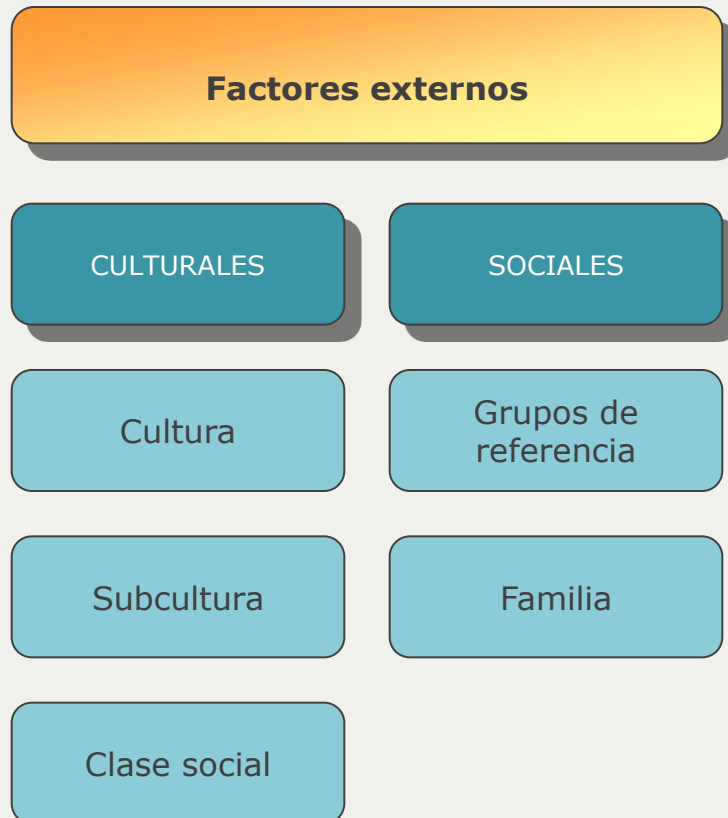 Factores externos
CULTURALES
SOCIALES
Cultura
Grupos de
referencia
Subcultura
Familia
Clase social